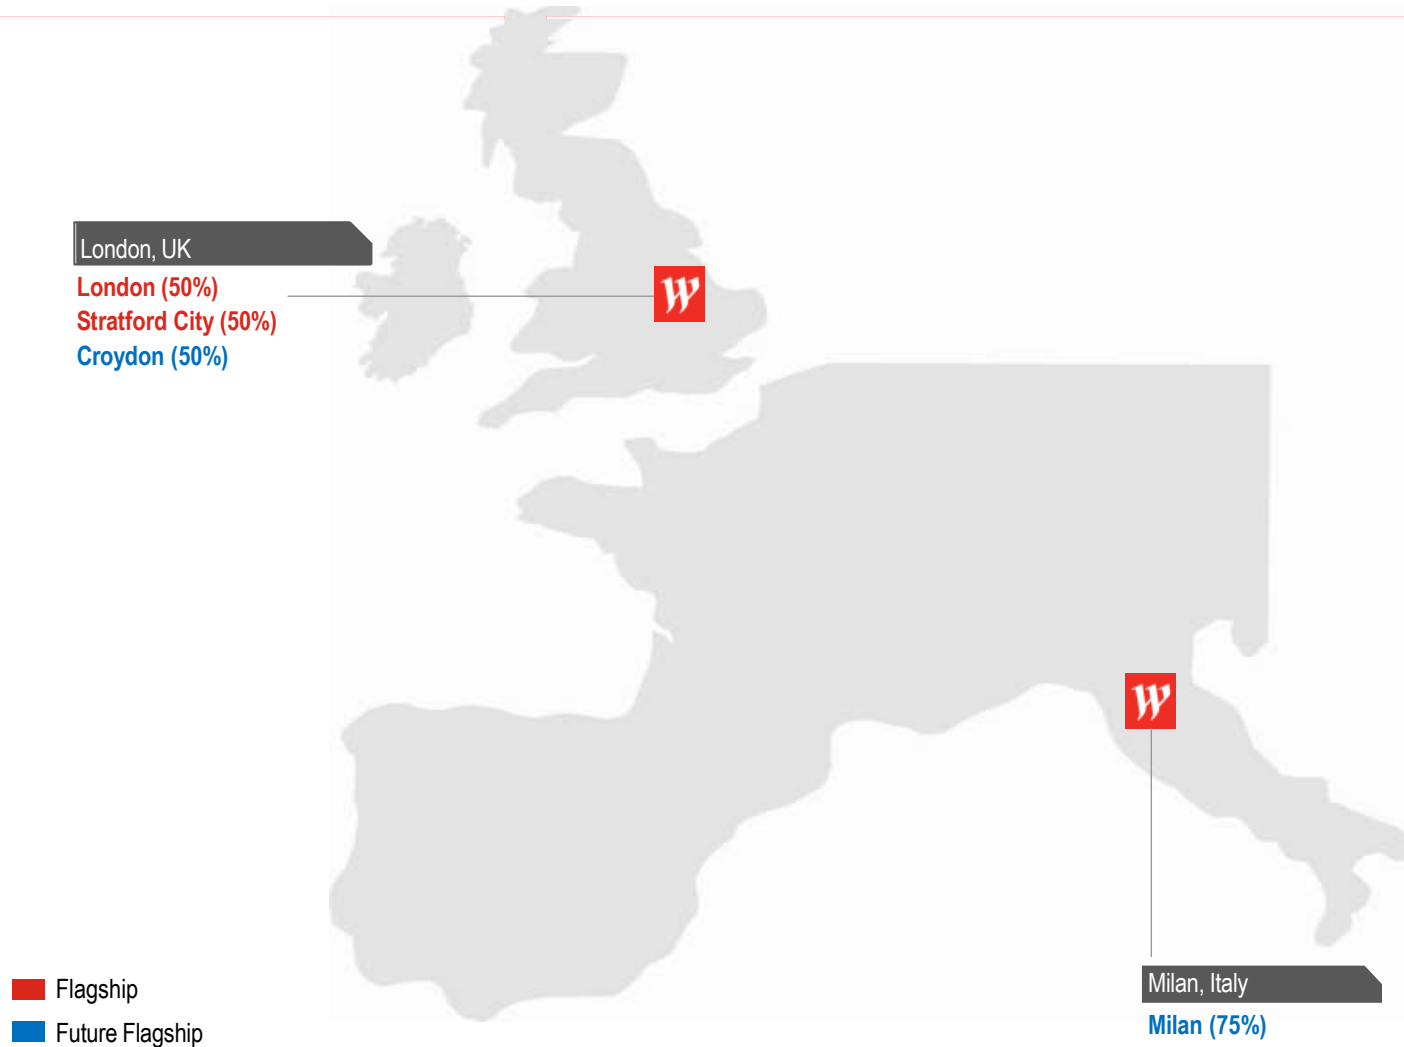 London, UK
London (50%)
Stratford City (50%)
Croydon (50%)
W
W
Milan, Italy
Milan (75%)
Flagship
Future Flagship